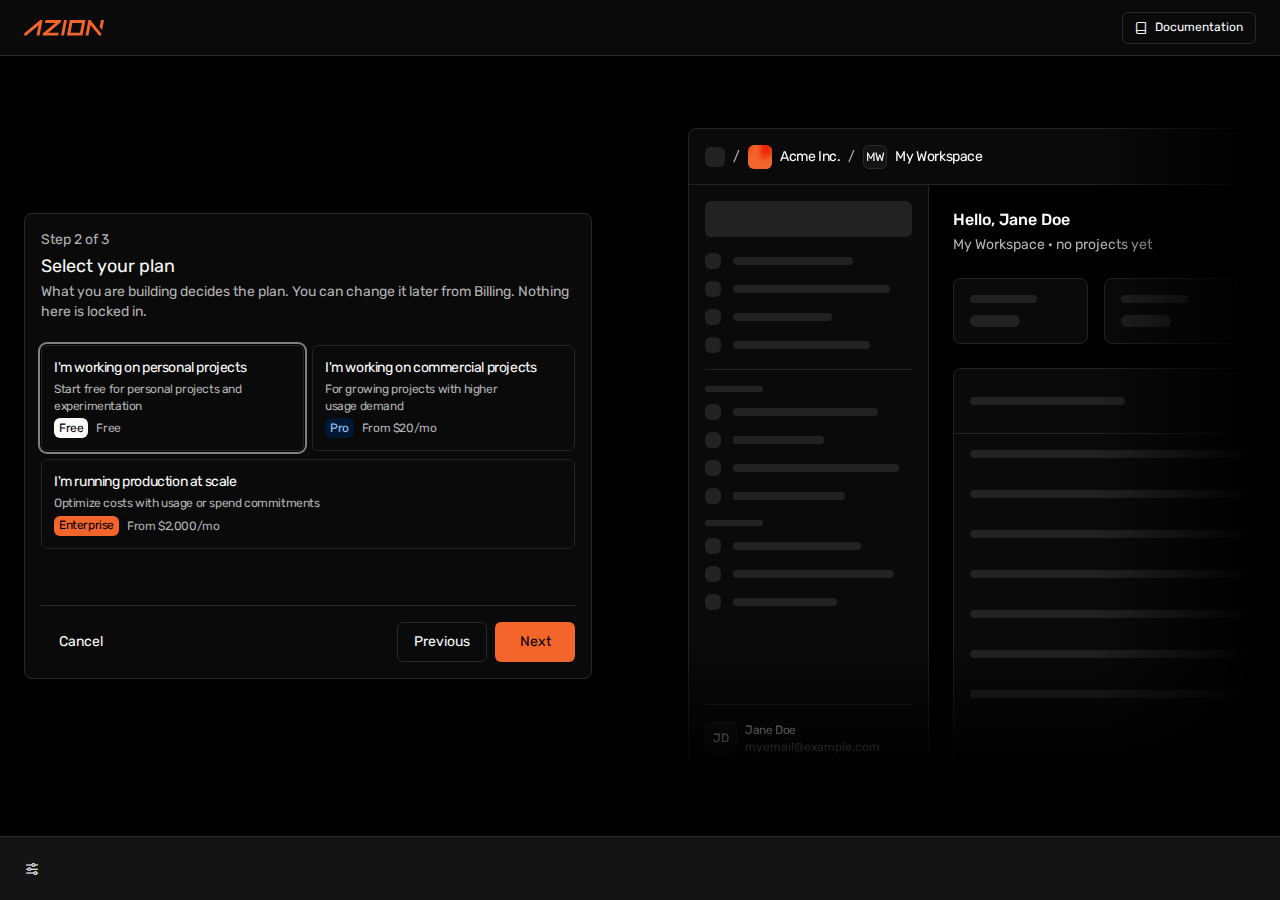 AZION
Documentation
/ Acme Inc. / MW My Workspace
Hello, Jane Doe
My Workspace • no projects yet
Step 2 of 3
Select your plan
What you are building decides the plan. You can change it later from Billing. Nothing
here is locked in.
I'm working on personal projects
Start free for personal projects and
experimentation
Free Free
I'm working on commercial projects
For growing projects with higher
usage demand
Pro From $20/mo
I'm running production at scale
Optimize costs with usage or spend commitments
Enterprise From $2,000/mo
Cancel
Previous
Next
JD
Jane Doe
myemail@example.com